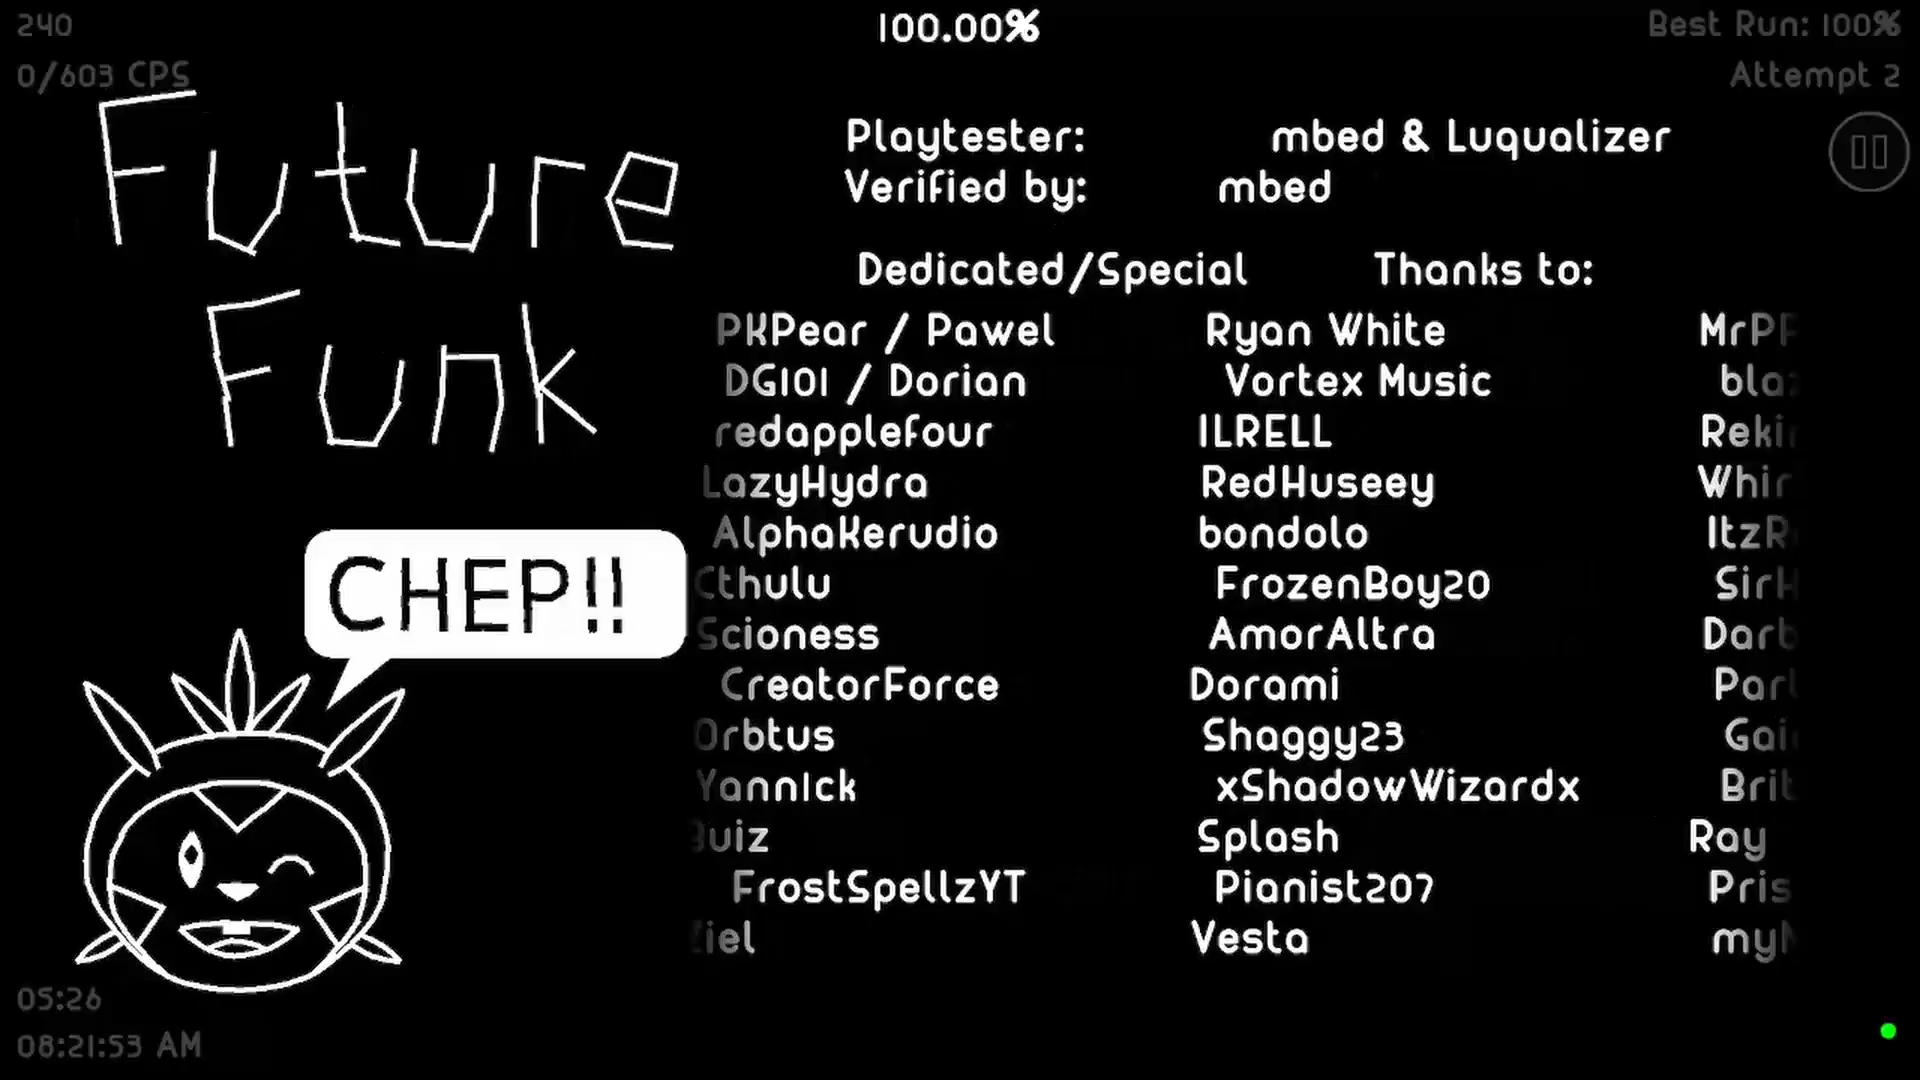 240
100.00%
Best Run: 100%
0/603 CPS
Attempt 2
Future
Funk
Playtester: mbed & Luqualizer
Verified by: mbed
Dedicated/Special Thanks to:
PKPear / Pawel Ryan White
DG101 / Dorian Vortex Music
redapplefour ILRELL
LazyHydra RedHuseey
AlphaKerudio bondolo
Cthulu FrozenBoy20
Scioness AmorAltra
CreatorForce Dorami
Orbtus Shaggy23
Yann1ck xShadowWizardx
Splash Ray
FrostSpellzYT Pianist207
Vesta
CHEP!!
05:26
08:21:53 AM